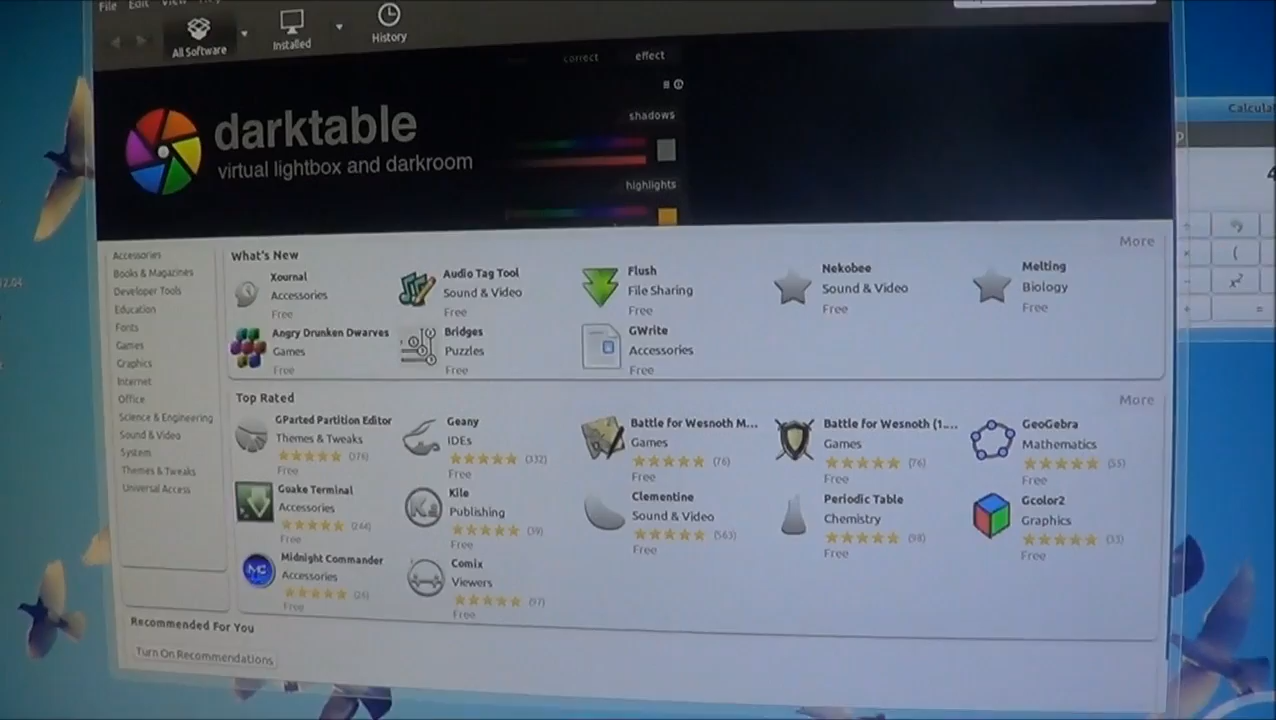 File Edit View
All Software
Installed
History
correct effect
darktable
virtual lightbox and darkroom
shadows
highlights
Calcula
12.04
Accessories
Books & Magazines
Developer Tools
Education
Fonts
Games
Graphics
Internet
Office
Science & Engineering
Sound & Video
System
Themes & Tweaks
Universal Access
What's New
More
Xournal
Accessories
Free
Audio Tag Tool
Sound & Video
Free
Flush
File Sharing
Free
Nekobee
Sound & Video
Free
Melting
Biology
Free
Angry Drunken Dwarves
Games
Free
Bridges
Puzzles
Free
GWrite
Accessories
Free
Top Rated
More
GParted Partition Editor
Themes & Tweaks
(376)
Free
Geany
IDEs
(332)
Free
Battle for Wesnoth M...
Games
(76)
Free
Battle for Wesnoth (1....
Games
(76)
Free
GeoGebra
Mathematics
(55)
Free
Guake Terminal
Accessories
(244)
Free
Kile
Publishing
(39)
Free
Clementine
Sound & Video
(563)
Free
Periodic Table
Chemistry
(98)
Free
Gcolor2
Graphics
(33)
Free
Midnight Commander
Accessories
Free
Comix
Viewers
(97)
Free
Recommended For You
Turn On Recommendations
(
x²
=